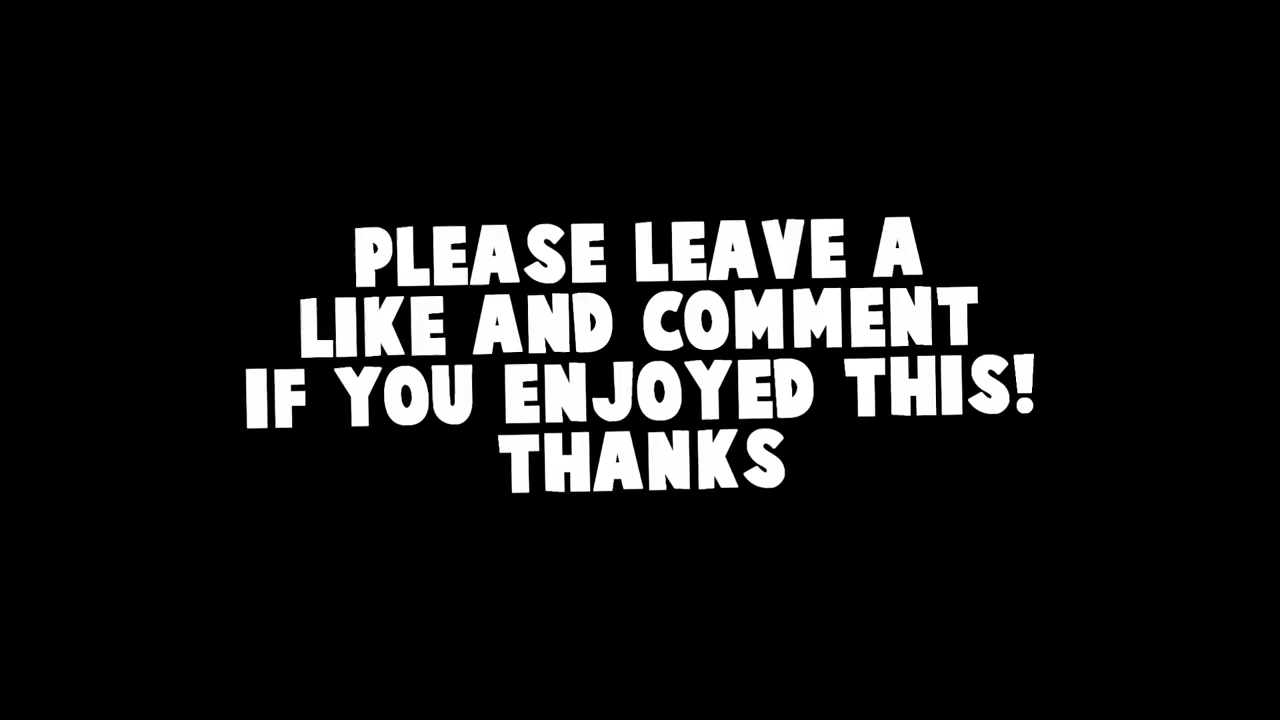 PLEASE LEAVE A
LIKE AND COMMENT
IF YOU ENJOYED THIS!
THANKS